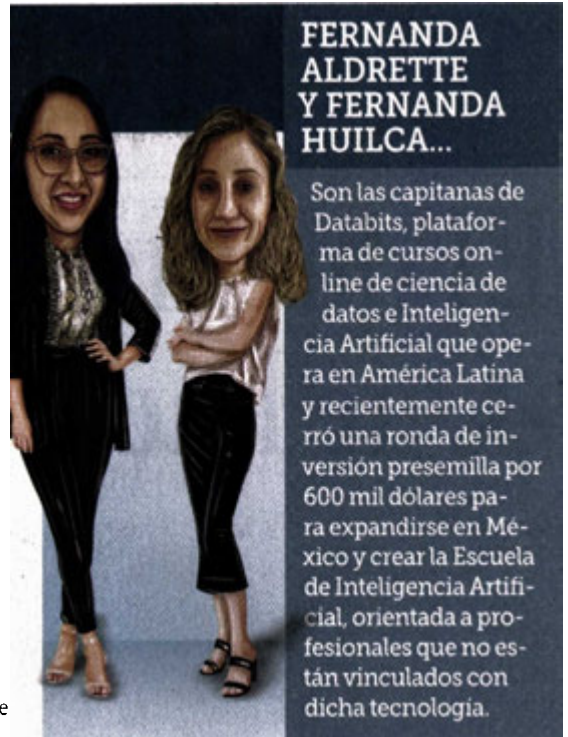 FERNANDA
ALDRETTE
Y FERNANDA
HUILCA...
Son las capitanas de
Databits, platafor-
ma de cursos on-
line de ciencia de
datos e Inteligen-
cia Artificial que ope-
ra en América Latina
y recientemente ce-
rró una ronda de in-
versión presemilla por
600 mil dólares pa-
ra expandirse en Mé-
xico y crear la Escuela
de Inteligencia Artifi-
cial, orientada a pro-
fesionales que no es-
tán vinculados con
dicha tecnología.
e